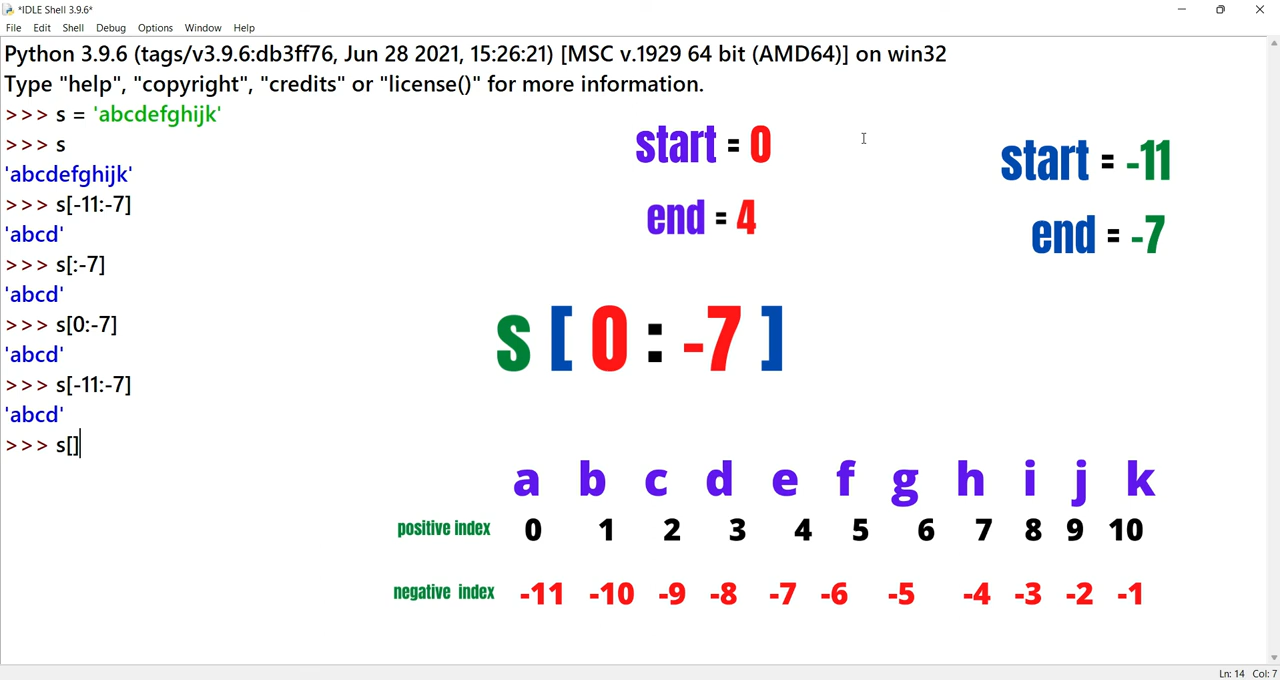 *IDLE Shell 3.9.6*
File Edit Shell Debug Options Window Help
Python 3.9.6 (tags/v3.9.6:db3ff76, Jun 28 2021, 15:26:21) [MSC v.1929 64 bit (AMD64)] on win32
Type "help", "copyright", "credits" or "license()" for more information.
>>> s = 'abcdefghijk'
>>> s
'abcdefghijk'
>>> s[-11:-7]
'abcd'
>>> s[:-7]
'abcd'
>>> s[0:-7]
'abcd'
>>> s[-11:-7]
'abcd'
>>> s[]
start = 0
end = 4
start = -11
end = -7
s [ 0 : -7 ]
a b c d e f g h i j k
positive index 0 1 2 3 4 5 6 7 8 9 10
negative index -11 -10 -9 -8 -7 -6 -5 -4 -3 -2 -1
Ln: 14 Col: 7